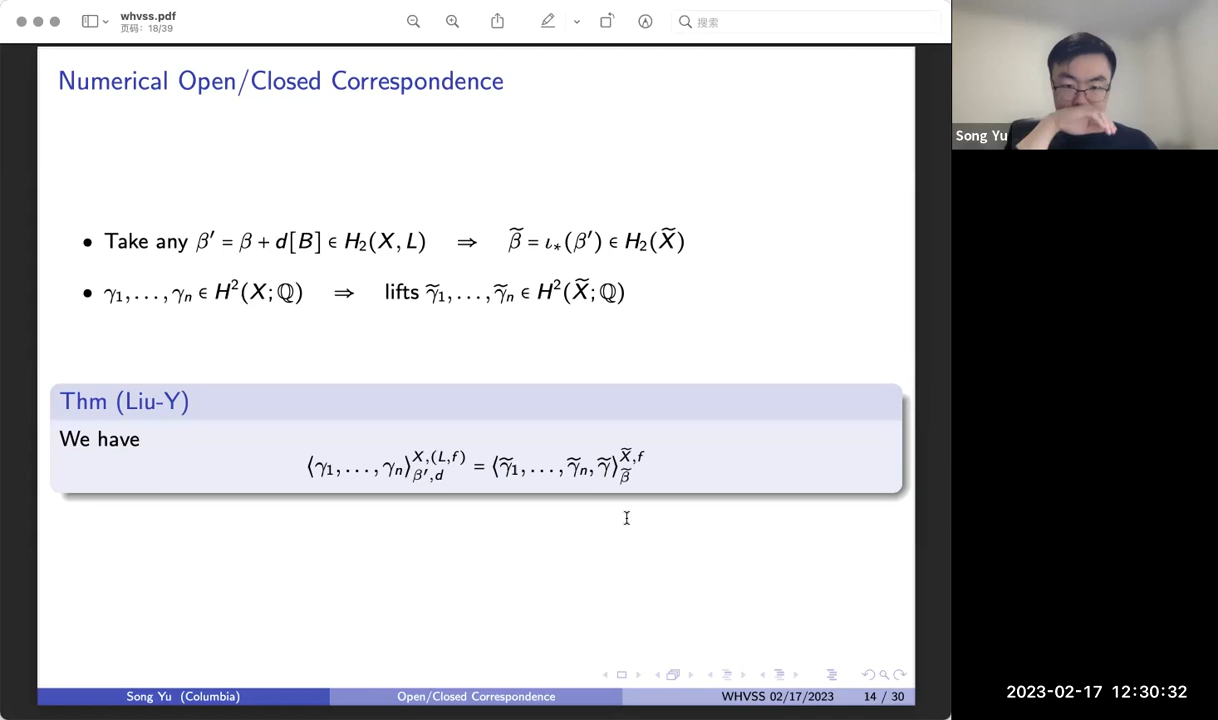 whvss.pdf
页码: 18/39
搜索
Numerical Open/Closed Correspondence
• Take any β′ = β + d[B] ∈ H₂(X, L) ⇒ β̃ = ι∗(β′) ∈ H₂(X̃)
• γ₁, . . . , γₙ ∈ H²(X; ℚ) ⇒ lifts γ̃₁, . . . , γ̃ₙ ∈ H²(X̃; ℚ)
Thm (Liu-Y)
We have
⟨γ₁, . . . , γₙ⟩^{X,(L,f)}_{β′,d} = ⟨γ̃₁, . . . , γ̃ₙ, γ̃⟩^{X̃,f}_{β̃}
Song Yu (Columbia) Open/Closed Correspondence WHVSS 02/17/2023 14 / 30
Song Yu
2023-02-17 12:30:32